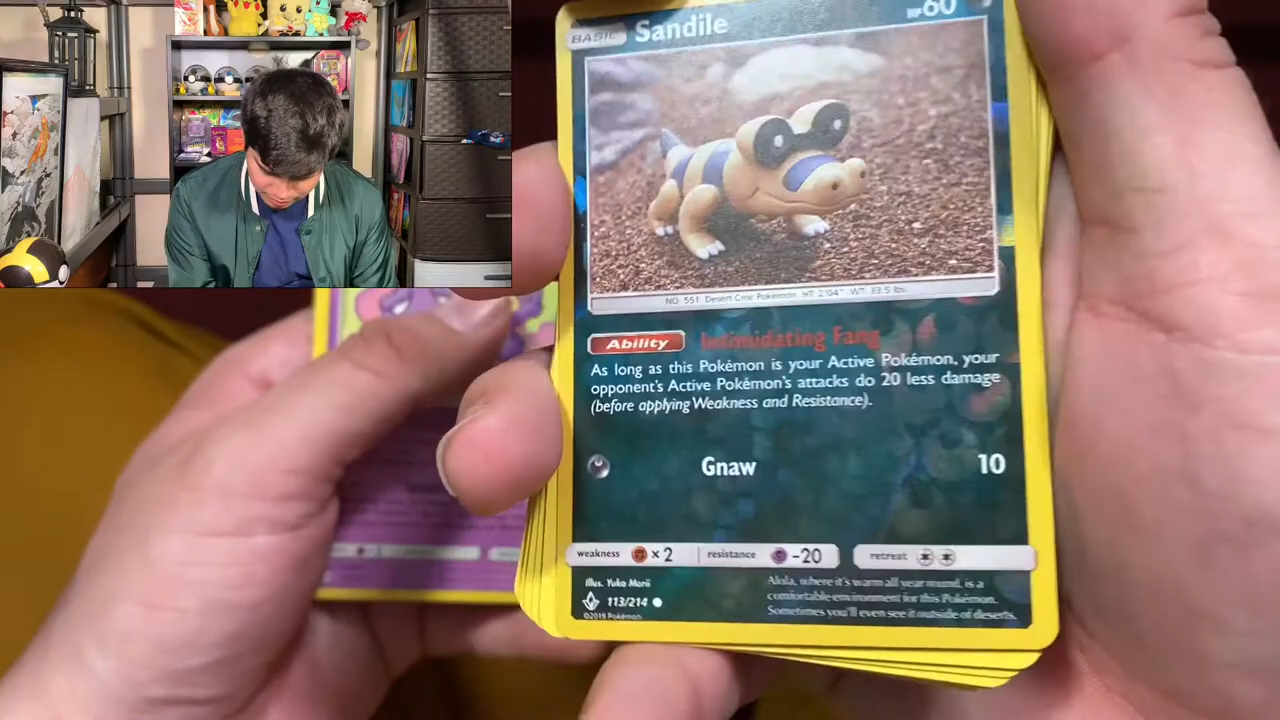 BASIC Sandile HP60
NO. 551 Desert Croc Pokémon HT: 2'04" WT: 33.5 lbs.
Ability Intimidating Fang
As long as this Pokémon is your Active Pokémon, your
opponent's Active Pokémon's attacks do 20 less damage
(before applying Weakness and Resistance).
Gnaw 10
weakness ×2 resistance -20 retreat
Illus. Yuka Morii
113/214
©2019 Pokémon
Alola, where it's warm all year round, is a
comfortable environment for this Pokémon.
Sometimes you'll even see it outside of deserts.